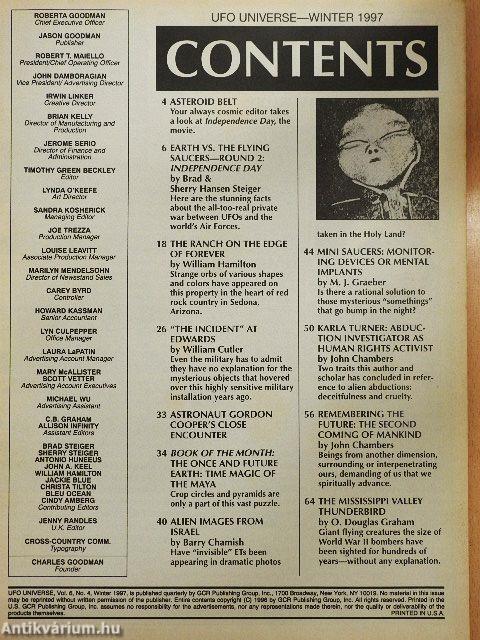 ROBERTA GOODMAN
Chief Executive Officer
JASON GOODMAN
Publisher
ROBERT T. MAIELLO
President/Chief Operating Officer
JOHN DAMBORAGIAN
Vice President/ Advertising Director
IRWIN LINKER
Creative Director
BRIAN KELLY
Director of Manufacturing and
Production
JEROME SERIO
Director of Finance and
Administration
TIMOTHY GREEN BECKLEY
Editor
LYNDA O'KEEFE
Art Director
SANDRA KOSHERICK
Managing Editor
JOE TREZZA
Production Manager
LOUISE LEAVITT
Associate Production Manager
MARILYN MENDELSOHN
Director of Newsstand Sales
CAREY BYRD
Controller
HOWARD KASSMAN
Senior Accountant
LYN CULPEPPER
Office Manager
LAURA LaPATIN
Advertising Account Manager
MARY McALLISTER
SCOTT VETTER
Advertising Account Executives
MICHAEL WU
Advertising Assistant
C.B. GRAHAM
ALLISON INFINITY
Assistant Editors
BRAD STEIGER
SHERRY STEIGER
ANTONIO HUNEEUS
JOHN A. KEEL
WILLIAM HAMILTON
JACKIE BLUE
CHRISTA TILTON
BLEU OCEAN
CINDY AMBERG
Contributing Editors
JENNY RANDLES
U.K. Editor
CROSS-COUNTRY COMM.
Typography
CHARLES GOODMAN
Founder
UFO UNIVERSE—WINTER 1997
CONTENTS
4 ASTEROID BELT
Your always cosmic editor takes
a look at Independence Day, the
movie.
6 EARTH VS. THE FLYING
SAUCERS—ROUND 2:
INDEPENDENCE DAY
by Brad &
Sherry Hansen Steiger
Here are the stunning facts
about the all-too-real private
war between UFOs and the
world's Air Forces.
18 THE RANCH ON THE EDGE
OF FOREVER
by William Hamilton
Strange orbs of various shapes
and colors have appeared on
this property in the heart of red
rock country in Sedona,
Arizona.
26 "THE INCIDENT" AT
EDWARDS
by William Cutler
Even the military has to admit
they have no explanation for the
mysterious objects that hovered
over this highly sensitive military
installation years ago.
33 ASTRONAUT GORDON
COOPER'S CLOSE
ENCOUNTER
34 BOOK OF THE MONTH:
THE ONCE AND FUTURE
EARTH: TIME MAGIC OF
THE MAYA
Crop circles and pyramids are
only a part of this vast puzzle.
40 ALIEN IMAGES FROM
ISRAEL
by Barry Chamish
Have "invisible" ETs been
appearing in dramatic photos
taken in the Holy Land?
44 MINI SAUCERS: MONITOR-
ING DEVICES OR MENTAL
IMPLANTS
by M. J. Graeber
Is there a rational solution to
those mysterious "somethings"
that go bump in the night?
50 KARLA TURNER: ABDUC-
TION INVESTIGATOR AS
HUMAN RIGHTS ACTIVIST
by John Chambers
Two traits this author and
scholar has concluded in refer-
ence to alien abductions:
deceitfulness and cruelty.
56 REMEMBERING THE
FUTURE: THE SECOND
COMING OF MANKIND
by John Chambers
Beings from another dimension,
surrounding or interpenetrating
ours, demanding of us that we
spiritually advance.
64 THE MISSISSIPPI VALLEY
THUNDERBIRD
by O. Douglas Graham
Giant flying creatures the size of
World War II bombers have
been sighted for hundreds of
years—without any explanation.
UFO UNIVERSE, Vol. 6, No. 4, Winter 1997, is published quarterly by GCR Publishing Group, Inc., 1700 Broadway, New York, NY 10019. No material in this issue
may be reprinted without written permission of the publisher. Entire contents copyright (C) 1996 by GCR Publishing Group, Inc. All rights reserved. Printed in the
U.S. GCR Publishing Group, Inc. assumes no responsibility for the advertisements, nor any representations made therein, nor the quality or deliverability of the
products themselves. PRINTED IN U.S.A.
Antikvárium.hu